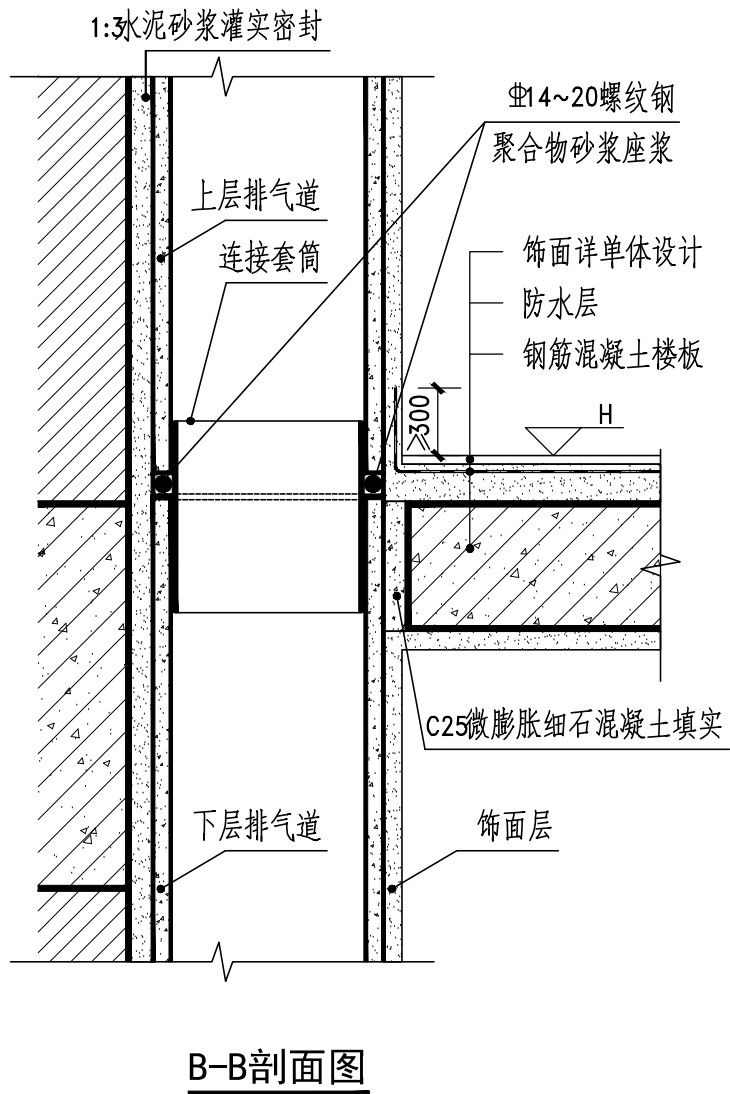 1:3水泥砂浆灌实密封
⌀14~20螺纹钢
聚合物砂浆座浆
上层排气道
连接套筒
饰面详单体设计
防水层
钢筋混凝土楼板
≥300
H
C25微膨胀细石混凝土填实
下层排气道
饰面层
B-B剖面图